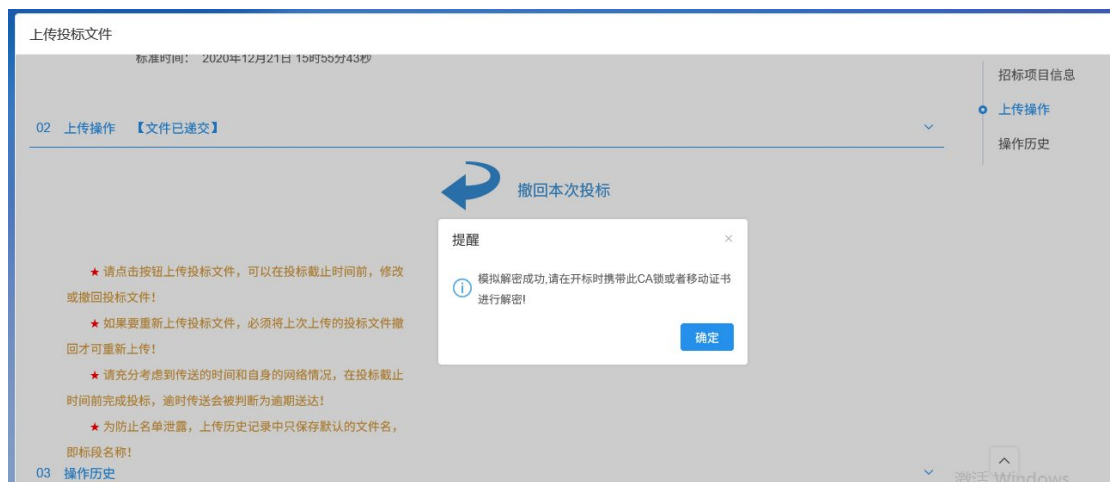 上传投标文件
标准时间： 2020年12月21日 15时55分43秒
招标项目信息
上传操作
操作历史
02 上传操作 【文件已递交】
撤回本次投标
提醒
模拟解密成功,请在开标时携带此CA锁或者移动证书
进行解密!
确定
★ 请点击按钮上传投标文件，可以在投标截止时间前，修改
或撤回投标文件！
★ 如果要重新上传投标文件，必须将上次上传的投标文件撤
回才可重新上传！
★ 请充分考虑到传送的时间和自身的网络情况，在投标截止
时间前完成投标，逾时传送会被判断为逾期送达！
★ 为防止名单泄露，上传历史记录中只保存默认的文件名，
即标段名称！
03 操作历史
激活 Windows